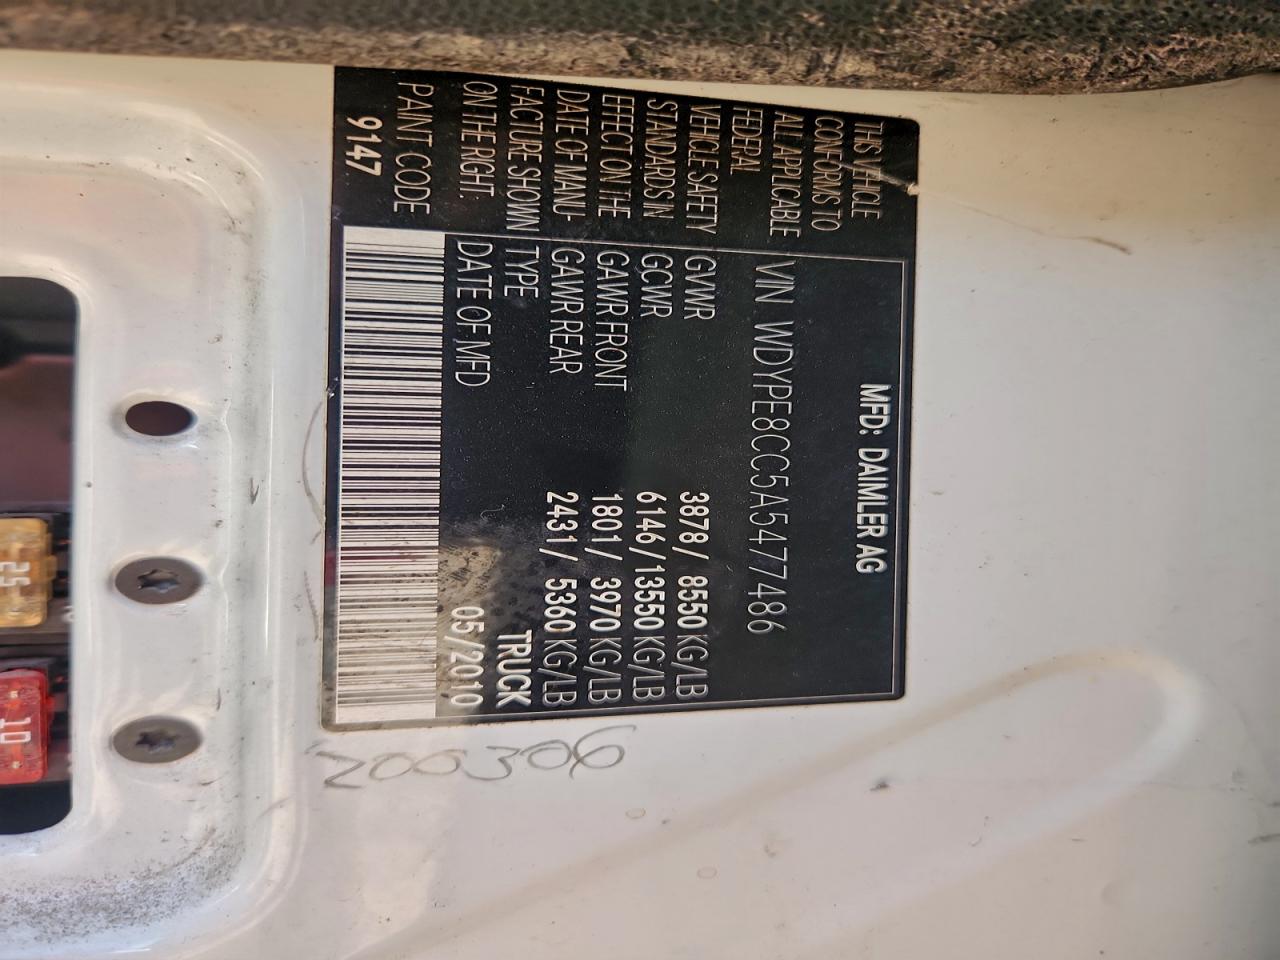 MFD: DAIMLER AG
THIS VEHICLE
CONFORMS TO
ALL APPLICABLE
FEDERAL
VEHICLE SAFETY
STANDARDS IN
EFFECT ON THE
DATE OF MANU-
FACTURE SHOWN
ON THE RIGHT
PAINT CODE
9147
VIN WDYPE8CC5A5477486
GVWR 3878/ 8550 KG/LB
GCWR 6146/13550 KG/LB
GAWR FRONT 1801/ 3970 KG/LB
GAWR REAR 2431/ 5360 KG/LB
TYPE TRUCK
DATE OF MFD 05/2010
200306
25
10